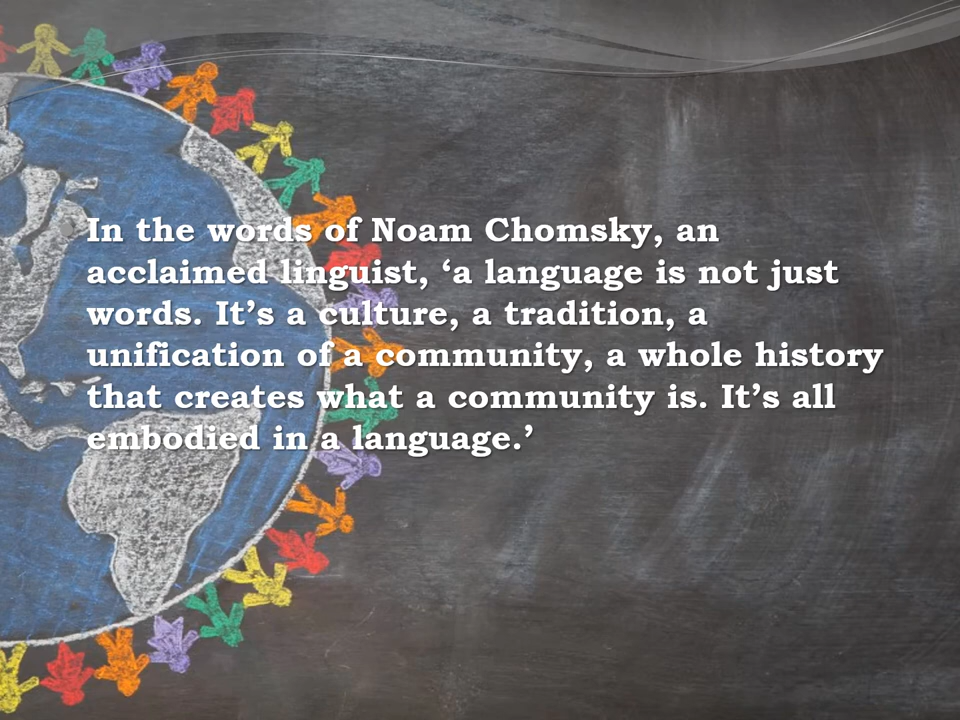 In the words of Noam Chomsky, an
acclaimed linguist, ‘a language is not just
words. It’s a culture, a tradition, a
unification of a community, a whole history
that creates what a community is. It’s all
embodied in a language.’